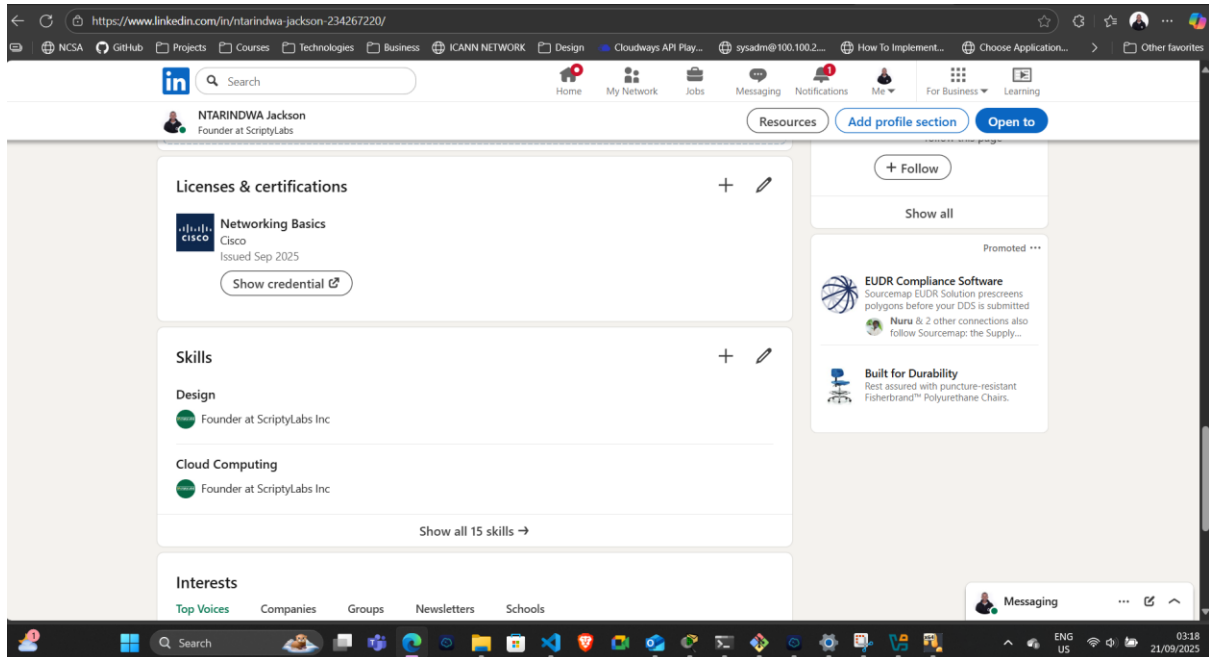 https://www.linkedin.com/in/ntarindwa-jackson-234267220/
NCSA GitHub Projects Courses Technologies Business ICANN NETWORK Design Cloudways API Play... sysadm@100.100.2.... How To Implement... Choose Application... Other favorites
in Search Home My Network Jobs Messaging Notifications Me For Business Learning
1
NTARINDWA Jackson
Founder at ScriptyLabs
Resources Add profile section Open to
Licenses & certifications
CISCO
Networking Basics
Cisco
Issued Sep 2025
Show credential
Skills
Design
Founder at ScriptyLabs Inc
Cloud Computing
Founder at ScriptyLabs Inc
Show all 15 skills →
Interests
Top Voices Companies Groups Newsletters Schools
+ Follow
Show all
Promoted
EUDR Compliance Software
Sourcemap EUDR Solution prescreens
polygons before your DDS is submitted
Nuru & 2 other connections also
follow Sourcemap: the Supply...
Built for Durability
Rest assured with puncture-resistant
Fisherbrand™ Polyurethane Chairs.
Messaging
Search
ENG
US
03:18
21/09/2025